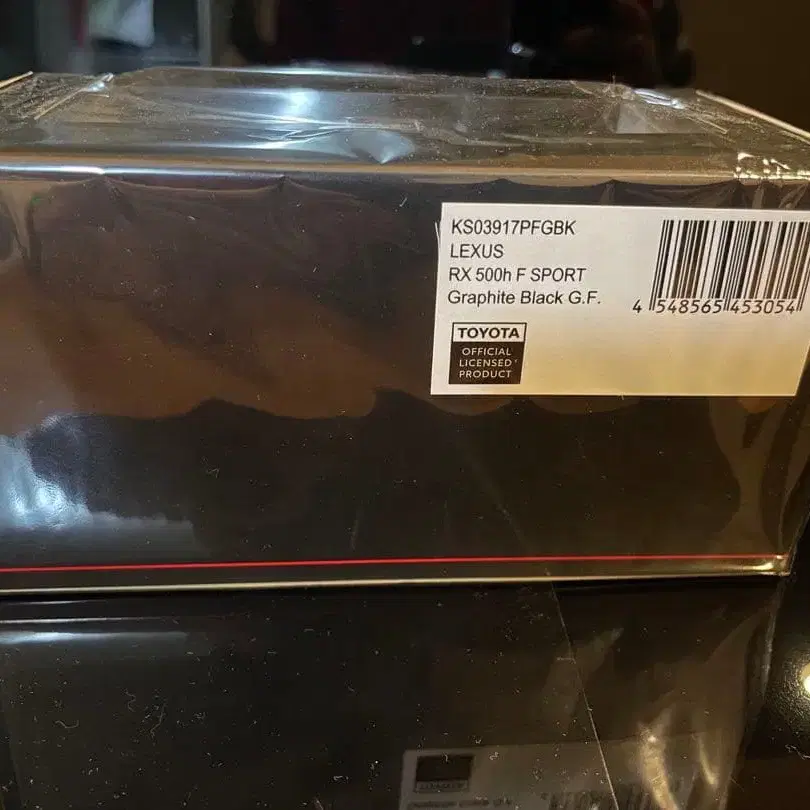 KS03917PFGBK
LEXUS
RX 500h F SPORT
Graphite Black G.F.
4 548565 453054
TOYOTA
OFFICIAL
LICENSED
PRODUCT